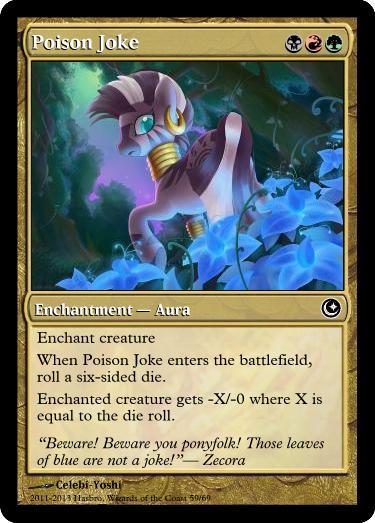 Poison Joke
Enchantment — Aura
Enchant creature
When Poison Joke enters the battlefield,
roll a six-sided die.
Enchanted creature gets -X/-0 where X is
equal to the die roll.
“Beware! Beware you ponyfolk! Those leaves
of blue are not a joke!”— Zecora
Celebi-Yoshi
2011-2013 Hasbro, Wizards of the Coast 59/69